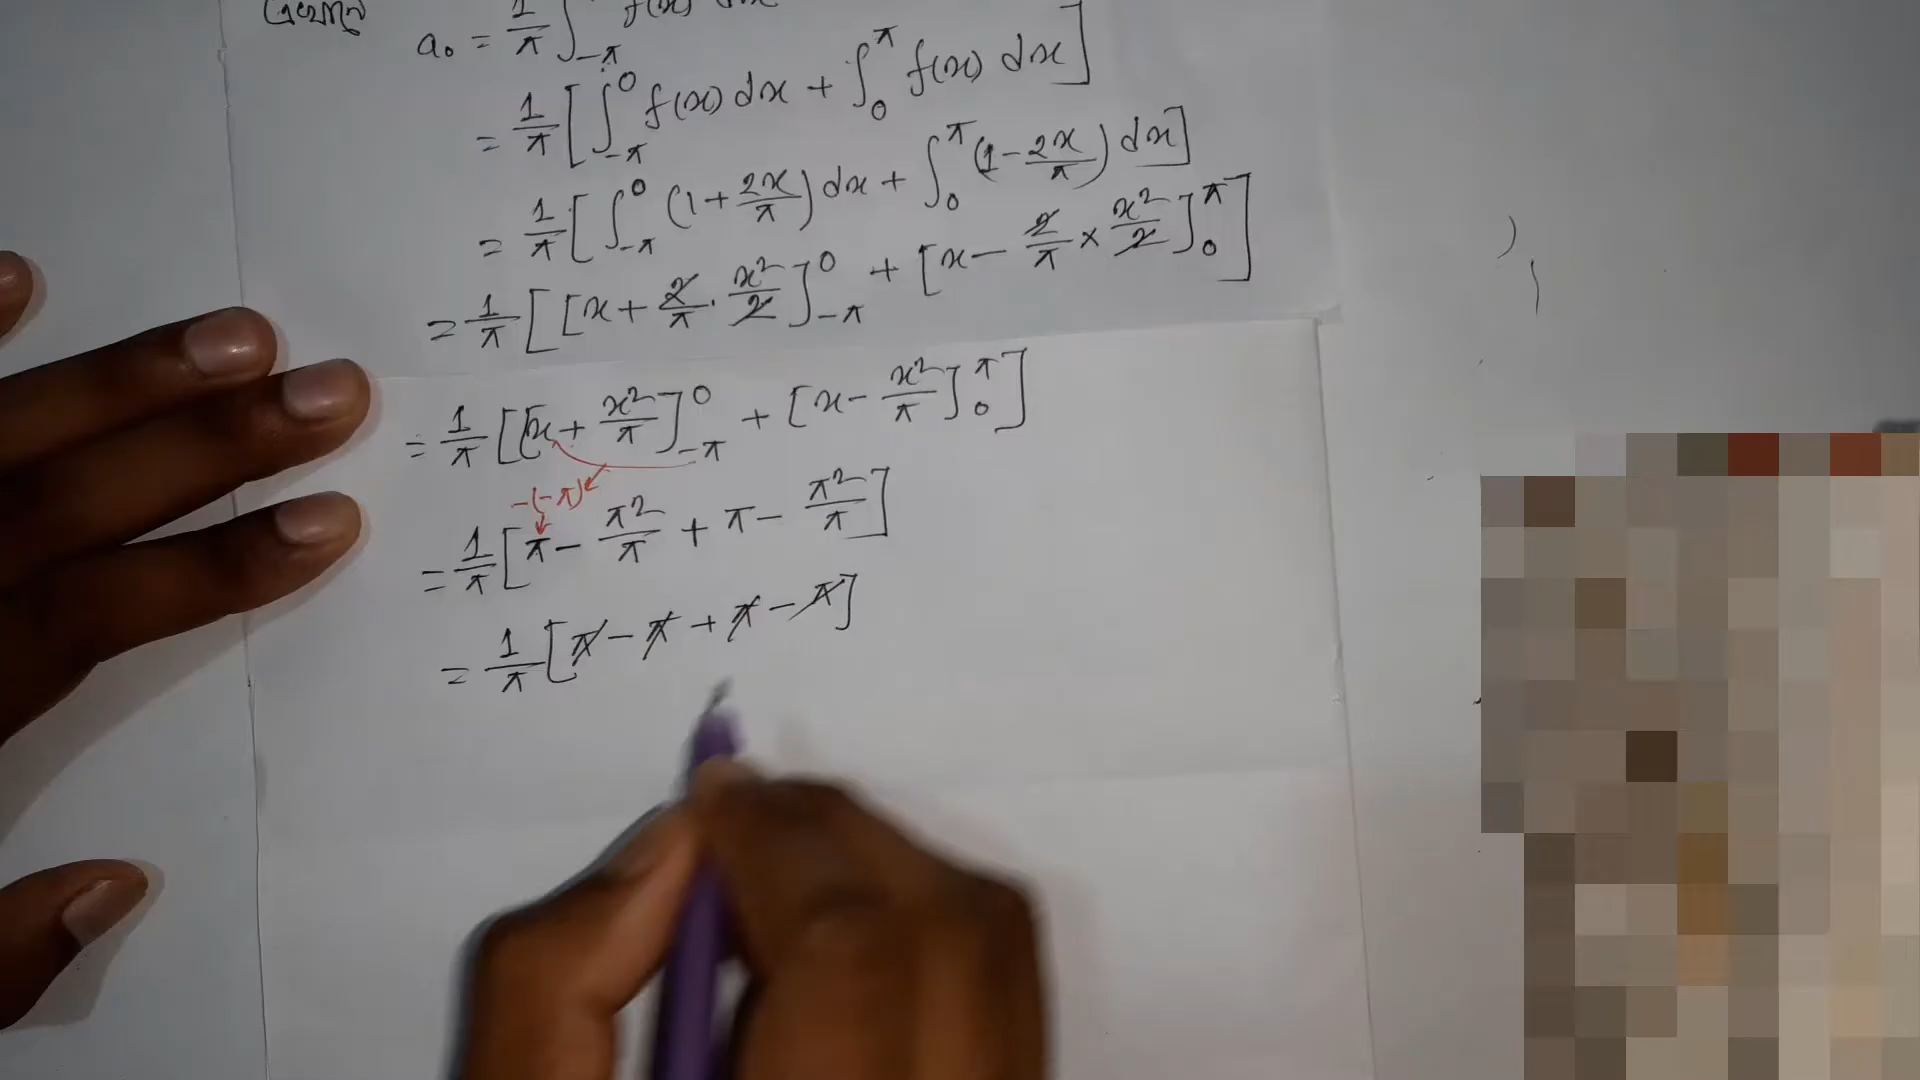 এখানে a₀ = 1/π ∫_{-π} f(x) dx
= 1/π [∫_{-π}^{0} f(x) dx + ∫_{0}^{π} f(x) dx]
= 1/π [∫_{-π}^{0} (1 + 2x/π) dx + ∫_{0}^{π} (1 - 2x/π) dx]
= 1/π [[x + 2/π · x²/2]_{-π}^{0} + [x - 2/π × x²/2]_{0}^{π}]
= 1/π [[x + x²/π]_{-π}^{0} + [x - x²/π]_{0}^{π}]
-(-π)
= 1/π [π - π²/π + π - π²/π]
= 1/π [π - π + π - π]